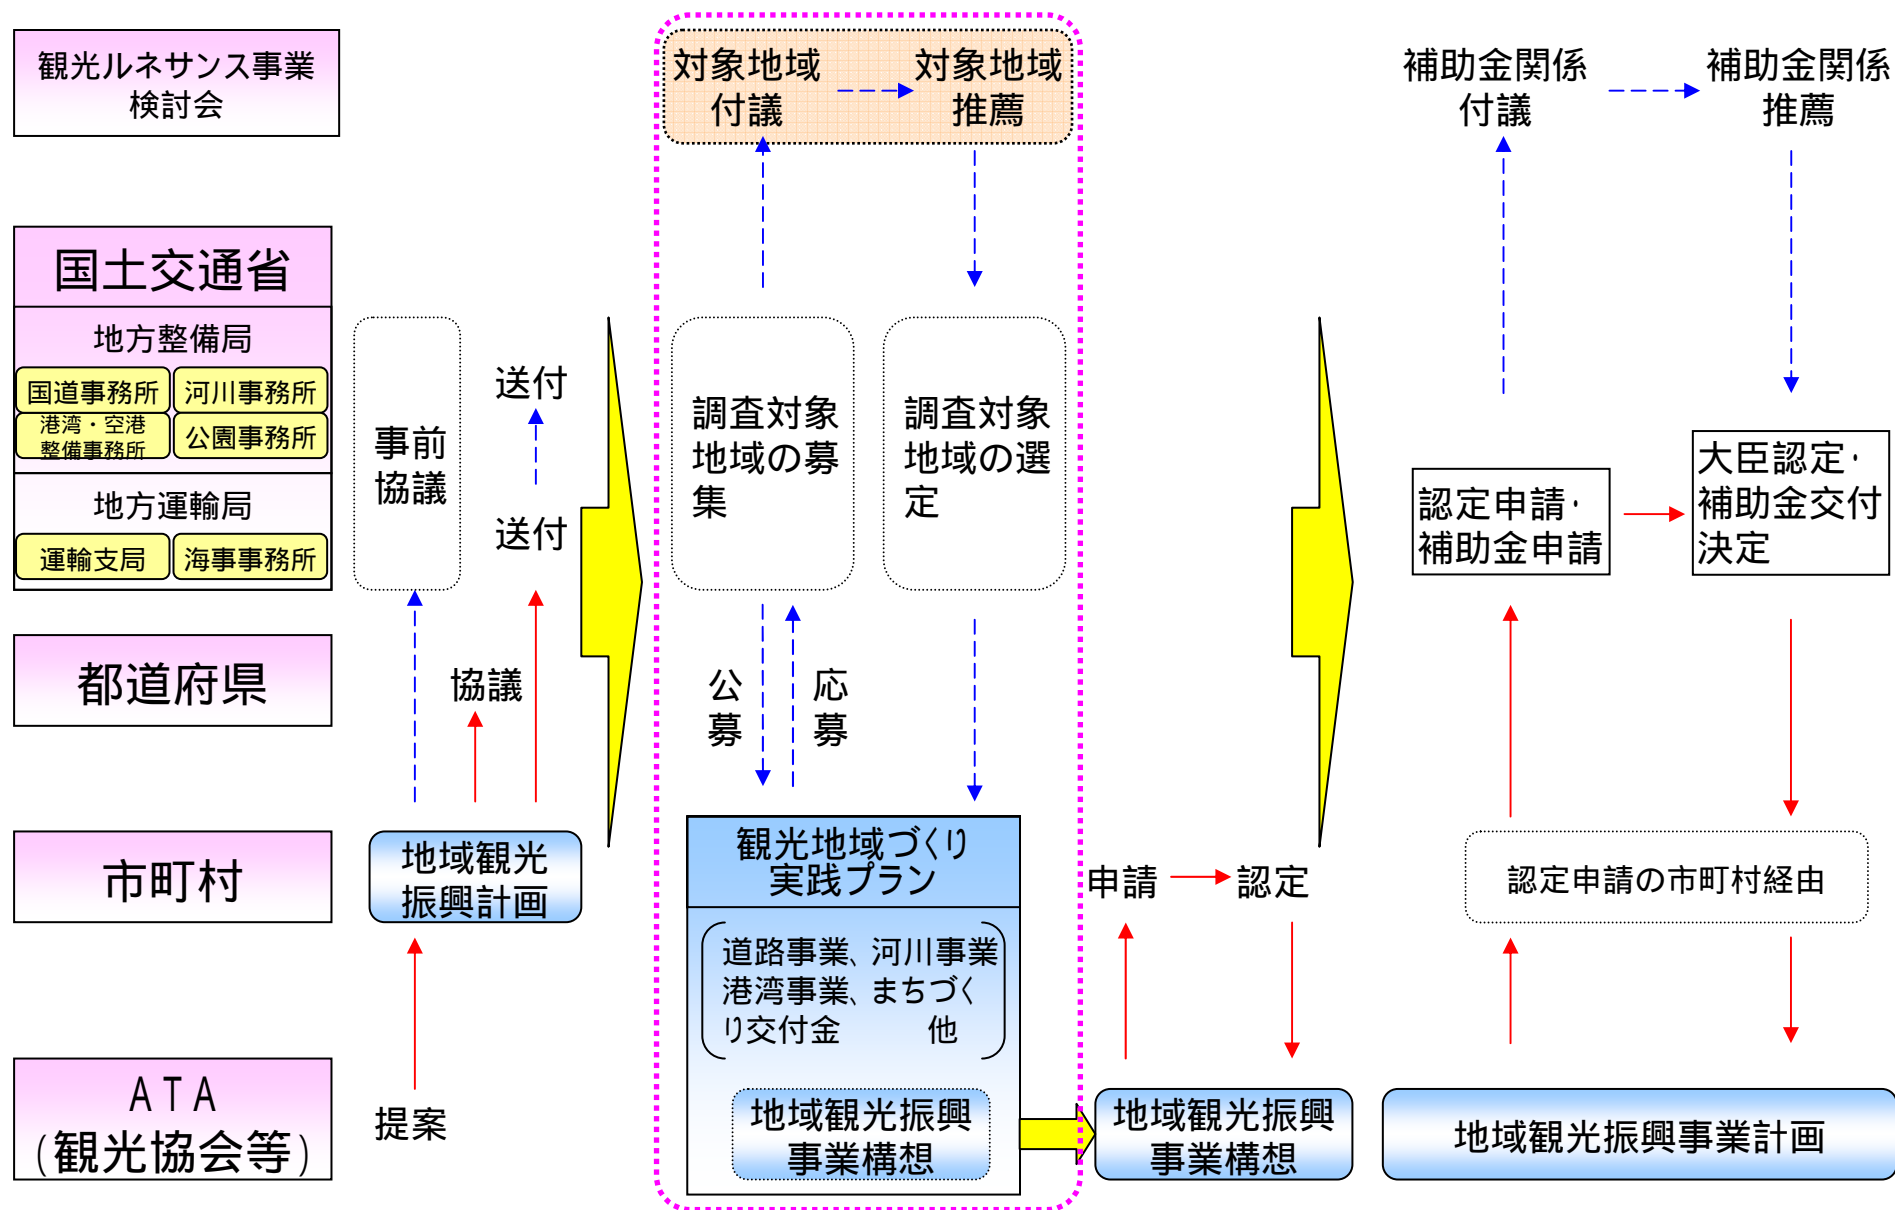 観光ルネサンス事業
検討会
国土交通省
地方整備局
国道事務所
河川事務所
港湾・空港
整備事務所
公園事務所
地方運輸局
運輸支局
海事事務所
都道府県
市町村
ATA
(観光協会等)
事前
協議
送付
送付
協議
地域観光
振興計画
提案
対象地域
付議
対象地域
推薦
調査対象
地域の募
集
調査対象
地域の選
定
公
募
応
募
観光地域づくり
実践プラン
道路事業、河川事業
港湾事業、まちづく
り交付金 他
地域観光振興
事業構想
申請
認定
地域観光振興
事業構想
補助金関係
付議
補助金関係
推薦
認定申請・
補助金申請
大臣認定・
補助金交付
決定
認定申請の市町村経由
地域観光振興事業計画